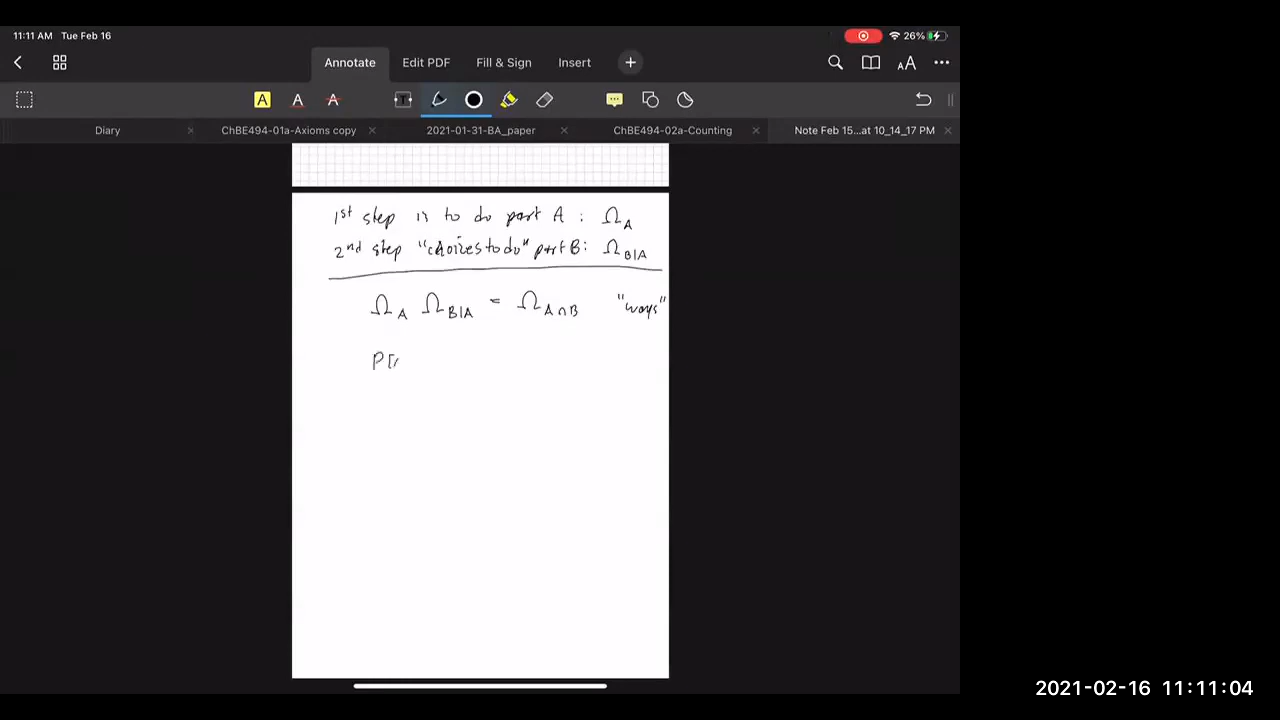 11:11 AM Tue Feb 16
26%
Annotate Edit PDF Fill & Sign Insert
Diary ChBE494-01a-Axioms copy 2021-01-31-BA_paper ChBE494-02a-Counting Note Feb 15...at 10_14_17 PM
1st step is to do part A : Ω_A
2nd step "choizes to do" part B: Ω_B|A
Ω_A Ω_B|A = Ω_A∩B "ways"
P[
2021-02-16 11:11:04